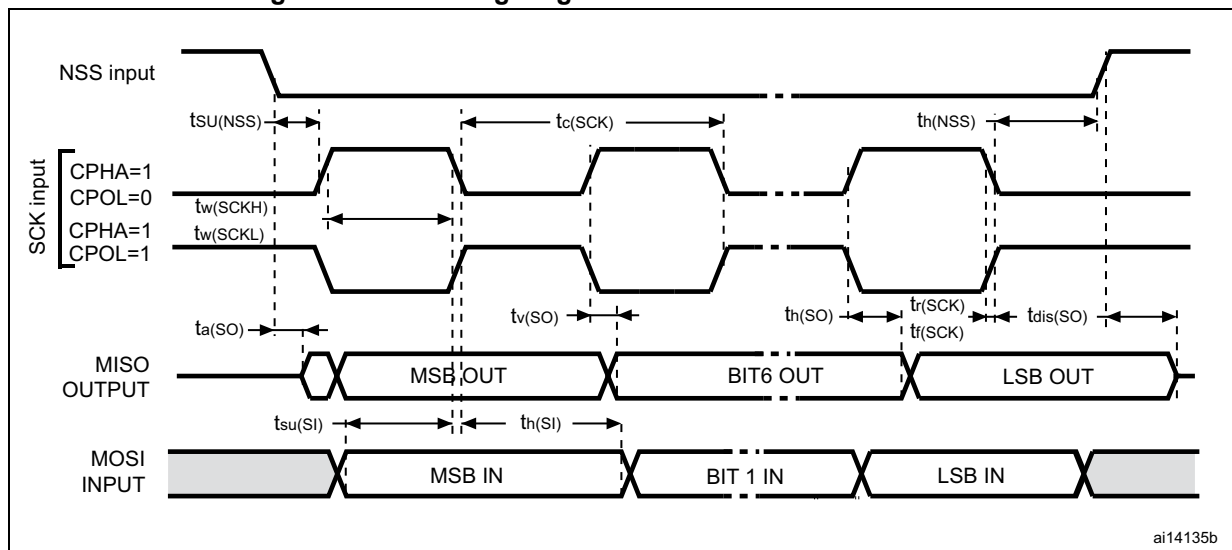 NSS input
tSU(NSS)
tc(SCK)
th(NSS)
SCK input
CPHA=1
CPOL=0
tw(SCKH)
CPHA=1
tw(SCKL)
CPOL=1
ta(SO)
tv(SO)
th(SO)
tr(SCK)
tf(SCK)
tdis(SO)
MISO
OUTPUT
MSB OUT
BIT6 OUT
LSB OUT
tsu(SI)
th(SI)
MOSI
INPUT
MSB IN
BIT 1 IN
LSB IN
ai14135b